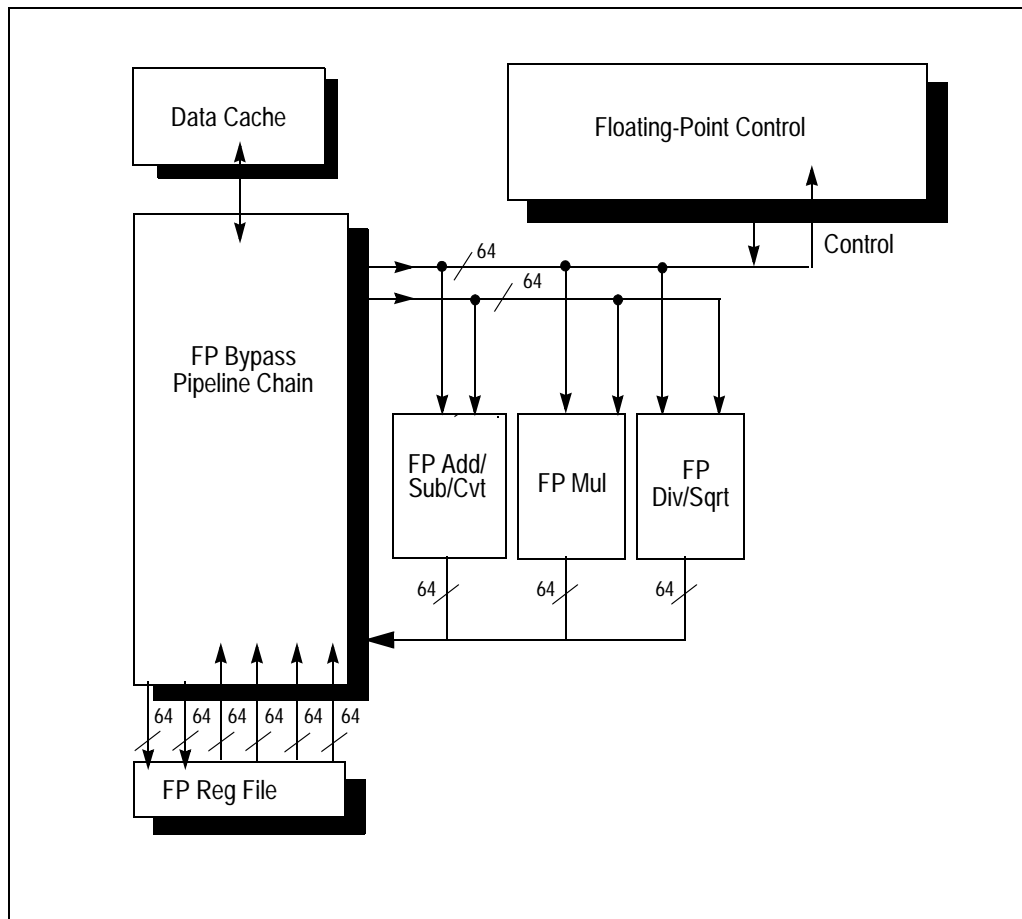 Data Cache
Floating-Point Control
Control
64
64
FP Bypass
Pipeline Chain
FP Add/
Sub/Cvt
FP Mul
FP
Div/Sqrt
64
64
64
64
64
64
64
64
64
FP Reg File